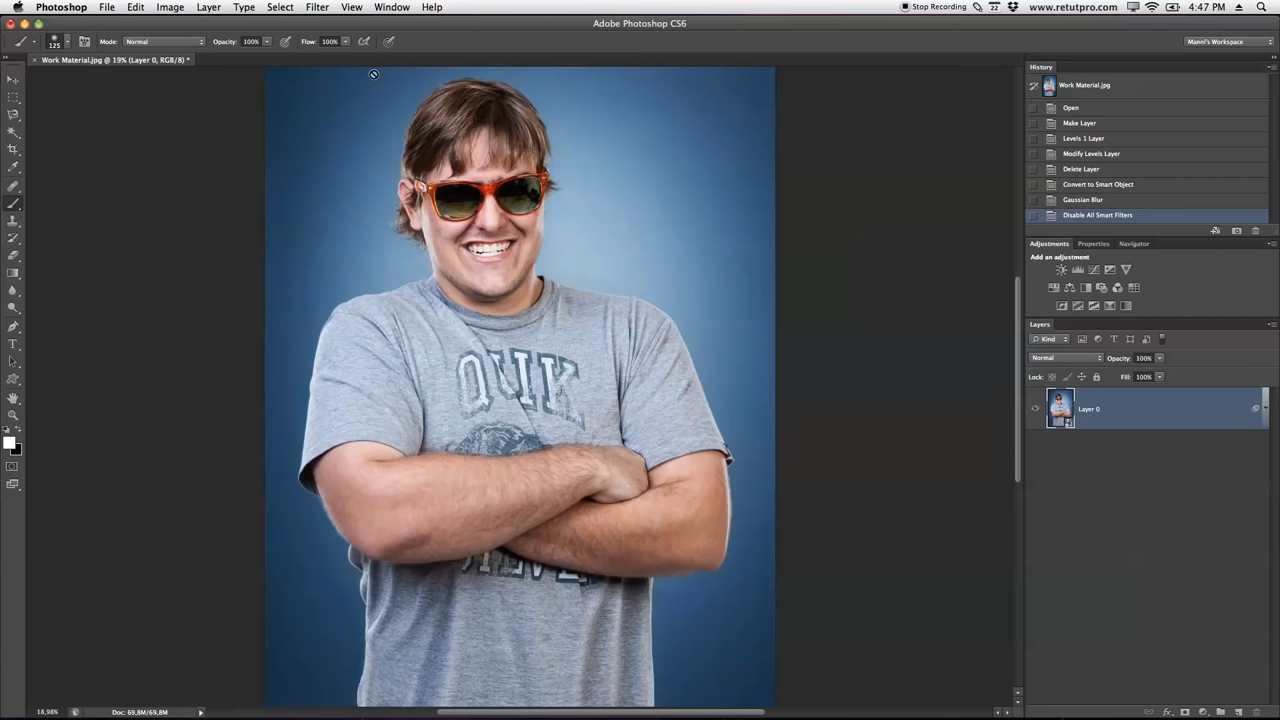 Photoshop File Edit Image Layer Type Select Filter View Window Help
Stop Recording 22 www.retutpro.com 4:47 PM
Adobe Photoshop CS6
125 Mode: Normal Opacity: 100% Flow: 100% Manni's Workspace
Work Material.jpg @ 19% (Layer 0, RGB/8) *
History
Work Material.jpg
Open
Make Layer
Levels 1 Layer
Modify Levels Layer
Delete Layer
Convert to Smart Object
Gaussian Blur
Disable All Smart Filters
Adjustments Properties Navigator
Add an adjustment
Layers
Kind
Normal Opacity: 100%
Lock: Fill: 100%
Layer 0
QUIK
18,98% Doc: 69,8M/69,8M